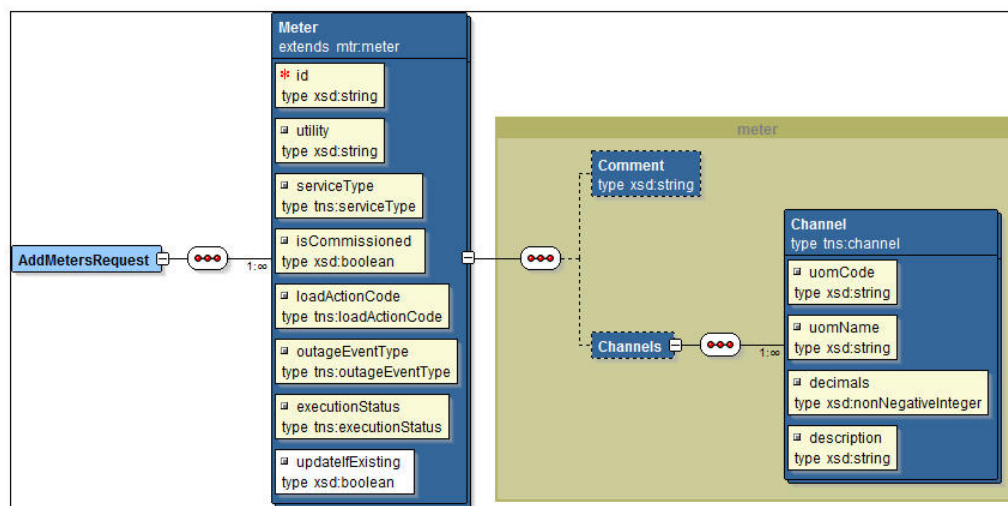 AddMetersRequest
1:∞
Meter
extends mtr:meter
* id
type xsd:string
utility
type xsd:string
serviceType
type tns:serviceType
isCommissioned
type xsd:boolean
loadActionCode
type tns:loadActionCode
outageEventType
type tns:outageEventType
executionStatus
type tns:executionStatus
updateIfExisting
type xsd:boolean
meter
Comment
type xsd:string
Channels
1:∞
Channel
type tns:channel
uomCode
type xsd:string
uomName
type xsd:string
decimals
type xsd:nonNegativeInteger
description
type xsd:string